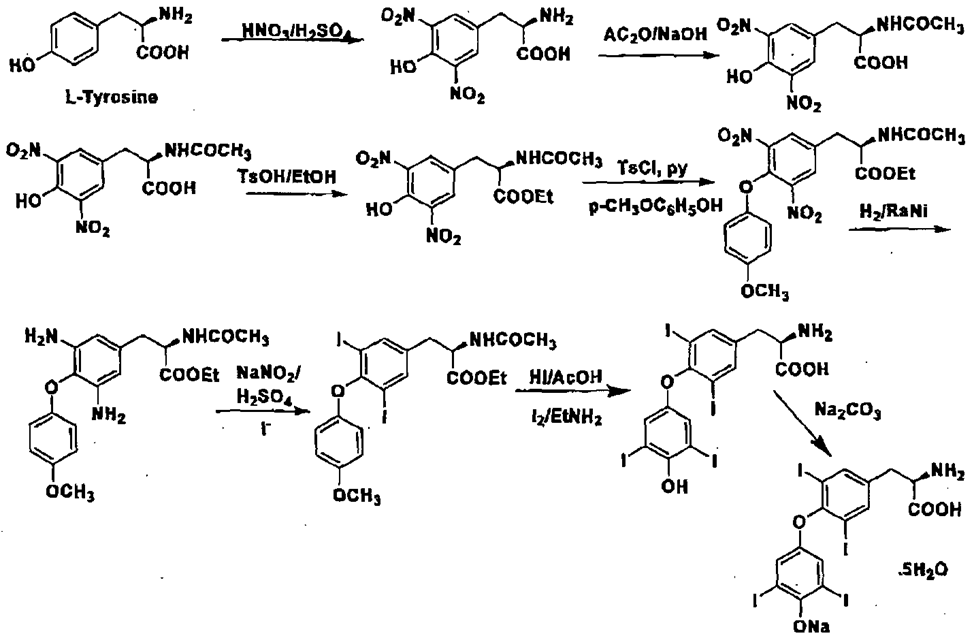 NH₂
COOH
HO
L-Tyrosine
HNO₃/H₂SO₄
O₂N
NH₂
COOH
HO
NO₂
AC₂O/NaOH
O₂N
NHCOCH₃
COOH
HO
NO₂
O₂N
NHCOCH₃
COOH
HO
NO₂
TsOH/EtOH
O₂N
NHCOCH₃
COOEt
HO
NO₂
TsCl, py
p-CH₃OC₆H₅OH
O₂N
NHCOCH₃
COOEt
O
NO₂
OCH₃
H₂/RaNi
NH₂
NHCOCH₃
COOEt
O
NH₂
OCH₃
NaNO₂/
H₂SO₄
I⁻
I
NHCOCH₃
COOEt
O
I
OCH₃
HI/AcOH
I₂/EtNH₂
I
NH₂
COOH
O
I
I
I
OH
Na₂CO₃
I
NH₂
COOH
O
I
I
I
ONa
.5H₂O